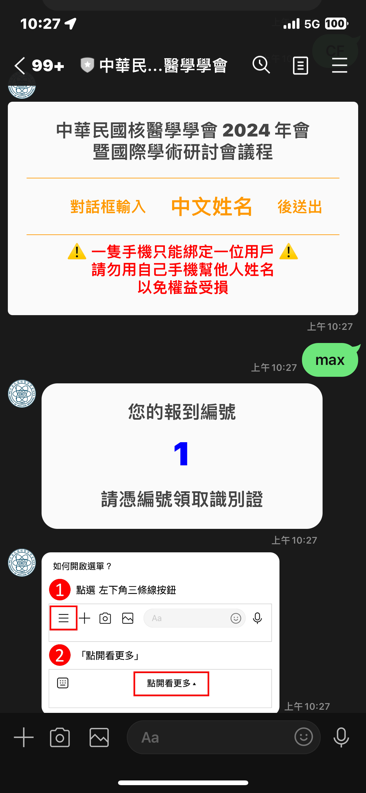 10:27
5G
100
99+
中華民...醫學學會
中華民國核醫學學會 2024 年會
暨國際學術研討會議程
對話框輸入 中文姓名 後送出
一隻手機只能綁定一位用戶
請勿用自己手機幫他人姓名
以免權益受損
上午10:27
max
上午10:27
您的報到編號
1
請憑編號領取識別證
上午10:27
如何開啟選單？
1 點選 左下角三條線按鈕
Aa
2 「點開看更多」
點開看更多
上午10:27
Aa